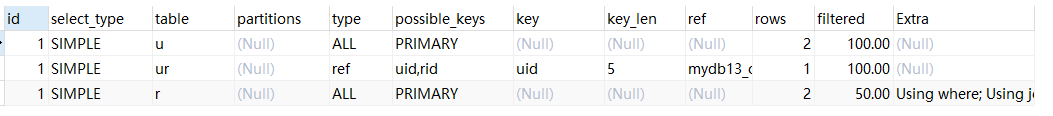 id select_type table partitions type possible_keys key key_len ref rows filtered Extra
1 SIMPLE u (Null) ALL PRIMARY (Null) (Null) (Null) 2 100.00 (Null)
1 SIMPLE ur (Null) ref uid,rid uid 5 mydb13_ 1 100.00 (Null)
1 SIMPLE r (Null) ALL PRIMARY (Null) (Null) (Null) 2 50.00 Using where; Using